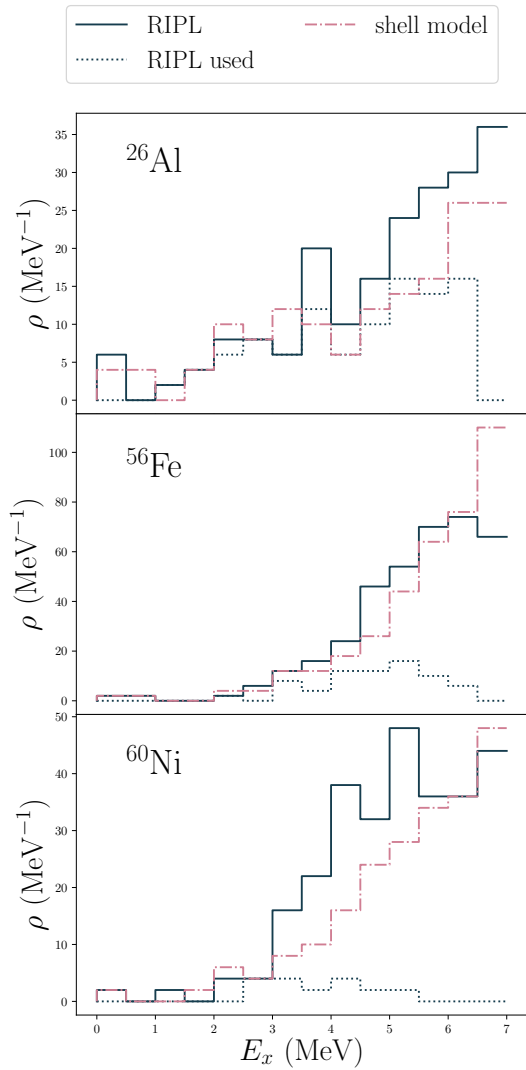 RIPL
shell model
RIPL used
²⁶Al
35
30
25
20
15
10
5
0
ρ (MeV⁻¹)
⁵⁶Fe
100
80
60
40
20
0
ρ (MeV⁻¹)
⁶⁰Ni
50
40
30
20
10
0
ρ (MeV⁻¹)
0 1 2 3 4 5 6 7
Eₓ (MeV)